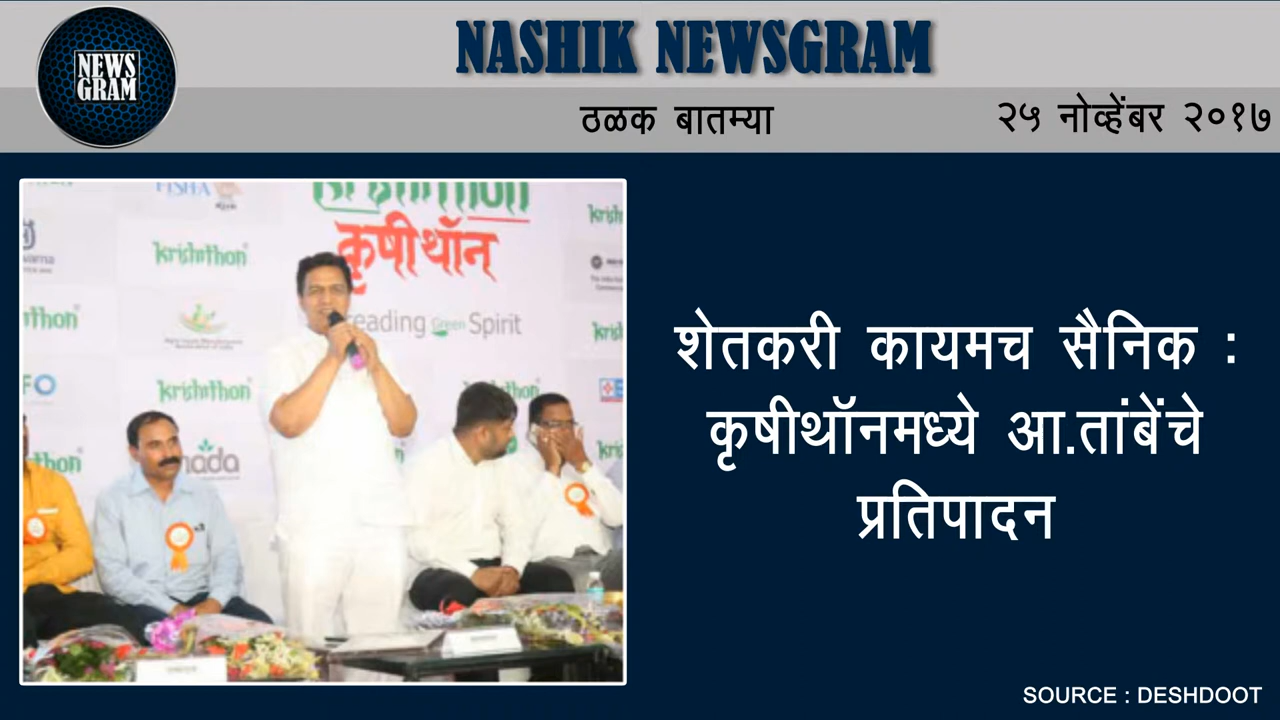 NEWS
GRAM
NASHIK NEWSGRAM
ठळक बातम्या
२५ नोव्हेंबर २०१७
कृषीथॉन
krishithon
reading Green Spirit
krishithon
krishithon
शेतकरी कायमच सैनिक :
कृषीथॉनमध्ये आ.तांबेंचे
प्रतिपादन
SOURCE : DESHDOOT